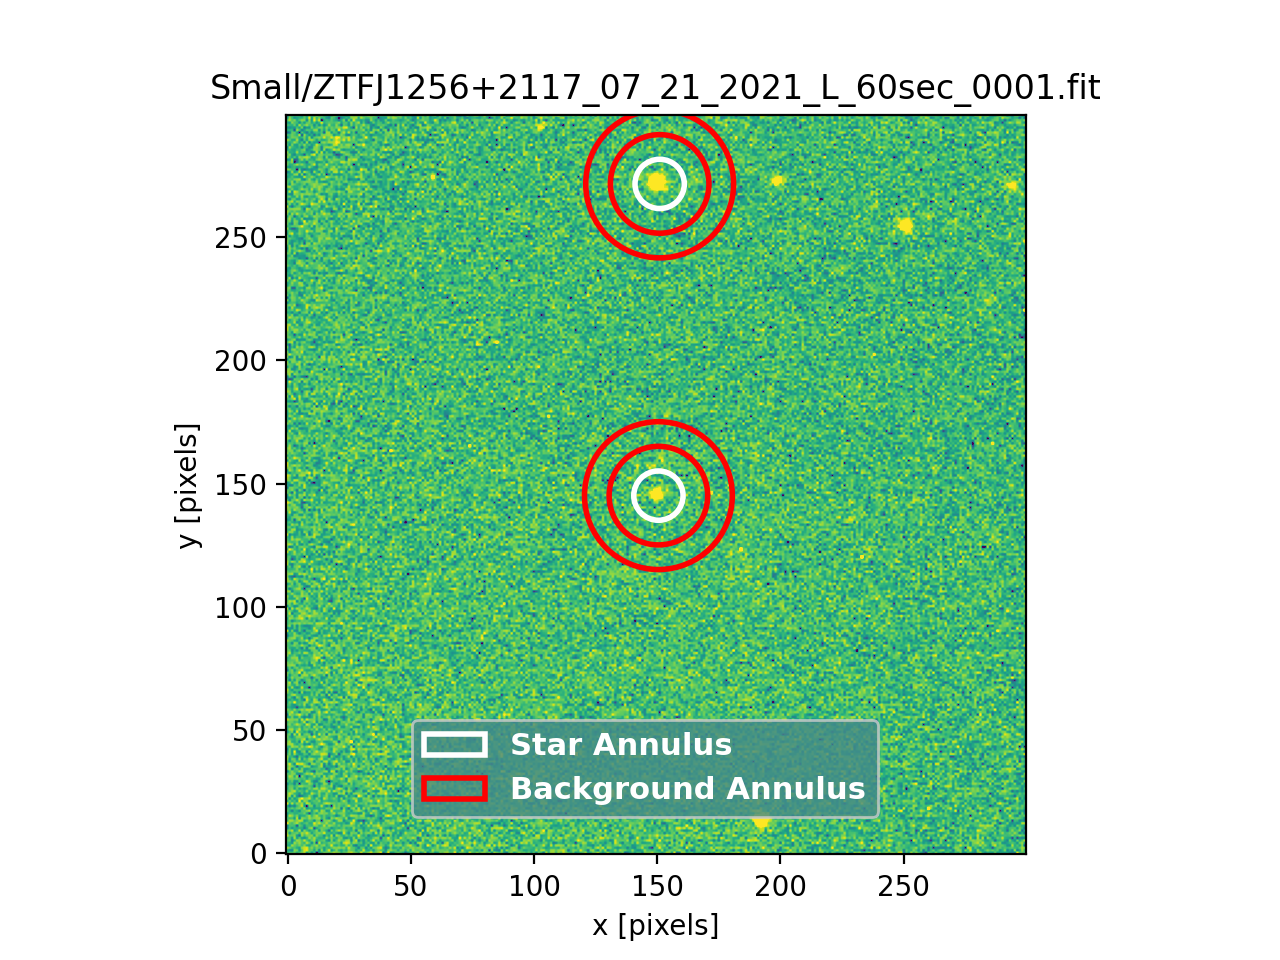 Small/ZTFJ1256+2117_07_21_2021_L_60sec_0001.fit
y [pixels]
250
200
150
100
50
0
Star Annulus
Background Annulus
0 50 100 150 200 250
x [pixels]